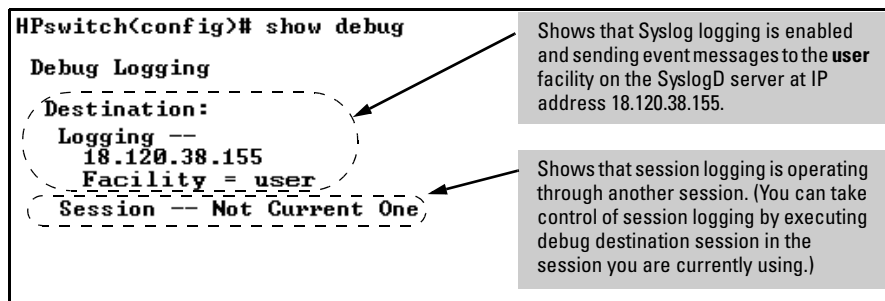 HPswitch(config)# show debug
Debug Logging
Destination:
Logging --
18.120.38.155
Facility = user
Session -- Not Current One
Shows that Syslog logging is enabled
and sending event messages to the user
facility on the SyslogD server at IP
address 18.120.38.155.
Shows that session logging is operating
through another session. (You can take
control of session logging by executing
debug destination session in the
session you are currently using.)